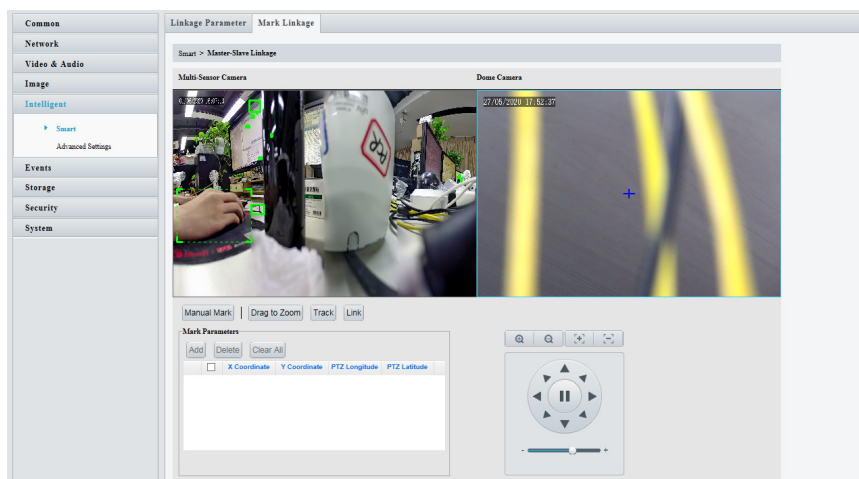 Common
Network
Video & Audio
Image
Intelligent
Smart
Advanced Settings
Events
Storage
Security
System
Linkage Parameter Mark Linkage
Smart > Master-Slave Linkage
Multi-Sensor Camera Dome Camera
27/05/2020 17:52:37
Manual Mark Drag to Zoom Track Link
Mark Parameters
Add Delete Clear All
X Coordinate Y Coordinate PTZ Longitude PTZ Latitude
- +